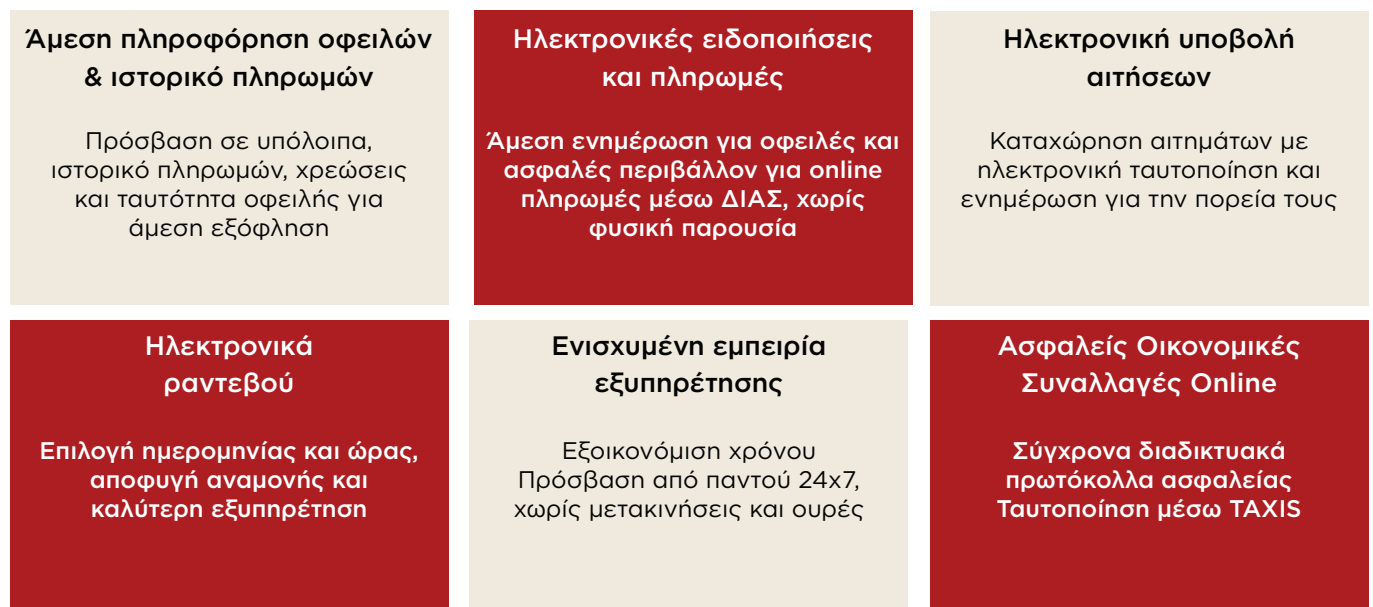 Άμεση πληροφόρηση οφειλών
& ιστορικό πληρωμών
Πρόσβαση σε υπόλοιπα,
ιστορικό πληρωμών, χρεώσεις
και ταυτότητα οφειλής για
άμεση εξόφληση
Ηλεκτρονικές ειδοποιήσεις
και πληρωμές
Άμεση ενημέρωση για οφειλές και
ασφαλές περιβάλλον για online
πληρωμές μέσω ΔΙΑΣ, χωρίς
φυσική παρουσία
Ηλεκτρονική υποβολή
αιτήσεων
Καταχώρηση αιτημάτων με
ηλεκτρονική ταυτοποίηση και
ενημέρωση για την πορεία τους
Ηλεκτρονικά
ραντεβού
Επιλογή ημερομηνίας και ώρας,
αποφυγή αναμονής και
καλύτερη εξυπηρέτηση
Ενισχυμένη εμπειρία
εξυπηρέτησης
Εξοικονόμιση χρόνου
Πρόσβαση από παντού 24x7,
χωρίς μετακινήσεις και ουρές
Ασφαλείς Οικονομικές
Συναλλαγές Online
Σύγχρονα διαδικτυακά
πρωτόκολλα ασφαλείας
Ταυτοποίηση μέσω TAXIS